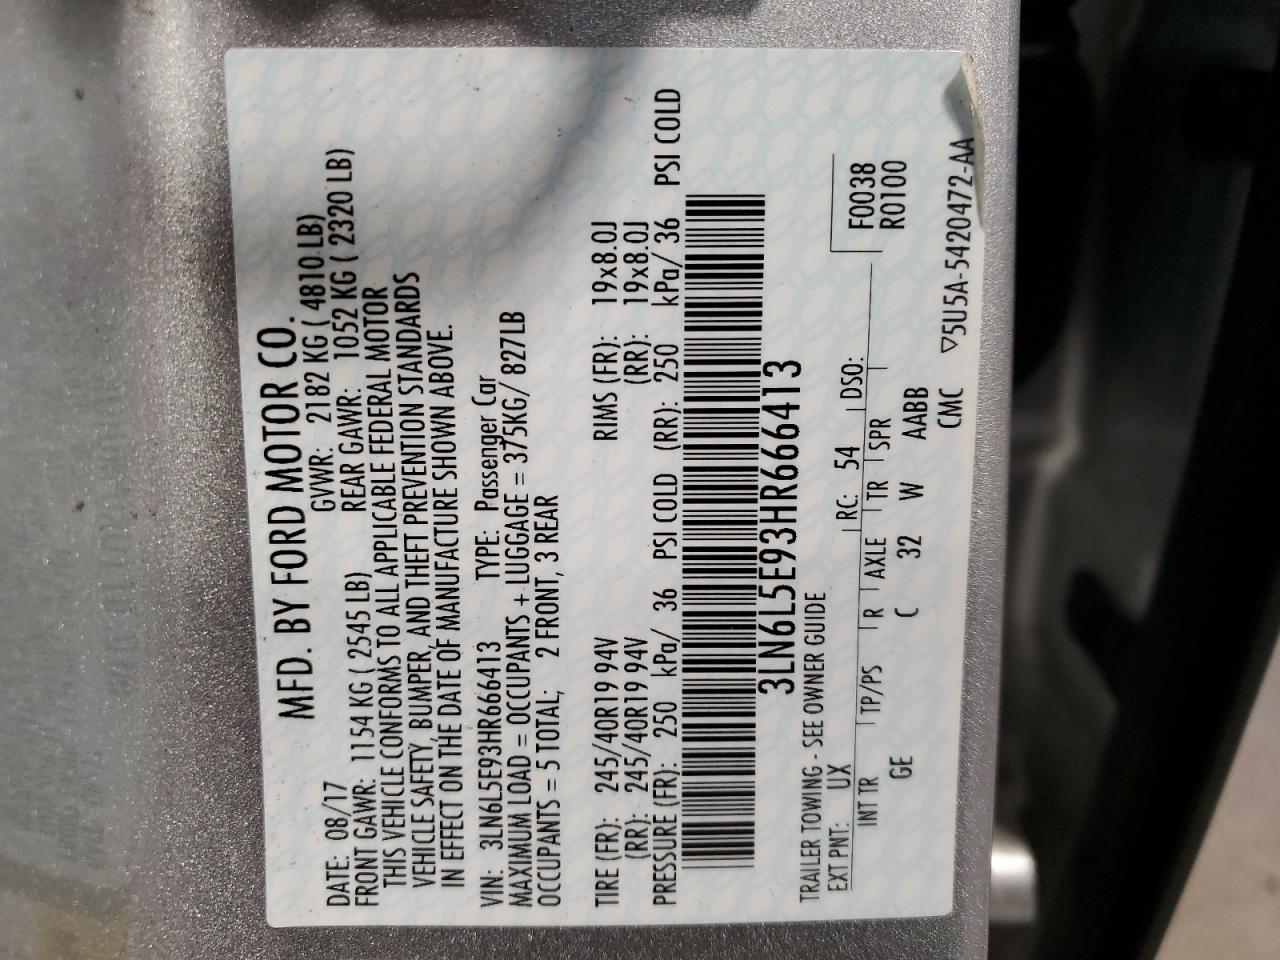 MFD. BY FORD MOTOR CO.
DATE: 08/17 GVWR: 2182 KG ( 4810 LB)
FRONT GAWR: 1154 KG ( 2545 LB) REAR GAWR: 1052 KG ( 2320 LB)
THIS VEHICLE CONFORMS TO ALL APPLICABLE FEDERAL MOTOR
VEHICLE SAFETY, BUMPER, AND THEFT PREVENTION STANDARDS
IN EFFECT ON THE DATE OF MANUFACTURE SHOWN ABOVE.
VIN: 3LN6L5E93HR666413 TYPE: Passenger Car
MAXIMUM LOAD = OCCUPANTS + LUGGAGE = 375KG/ 827LB
OCCUPANTS = 5 TOTAL, 2 FRONT, 3 REAR
TIRE (FR): 245/40R19 94V RIMS (FR): 19x8.0J
(RR): 245/40R19 94V (RR): 19x8.0J
PRESSURE (FR): 250 kPa/ 36 PSI COLD (RR): 250 kPa/ 36 PSI COLD
3LN6L5E93HR666413
TRAILER TOWING - SEE OWNER GUIDE
EXT PNT: UX RC: 54 DSO: F0038
INT TR TP/PS R AXLE TR SPR R0100
GE C 32 W AABB
CMC ▽5U5A-5420472-AA